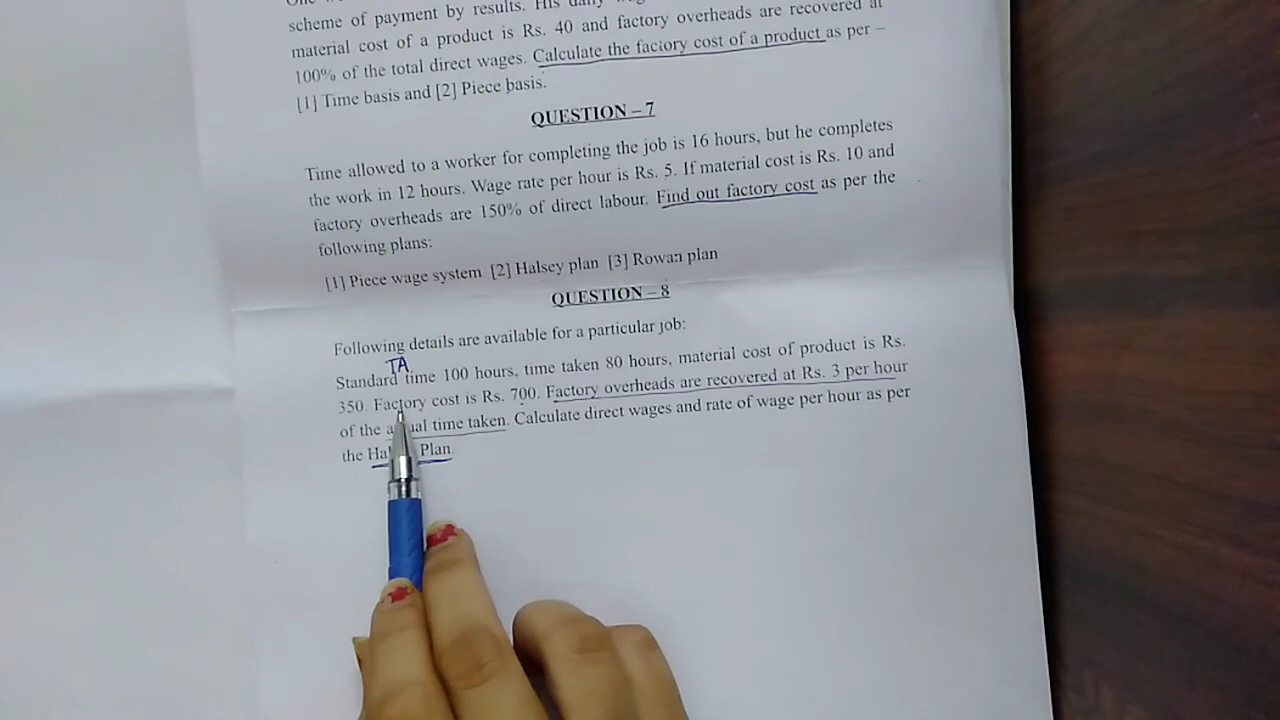 scheme of payment by results. His daily
material cost of a product is Rs. 40 and factory overheads are recovered at
100% of the total direct wages. Calculate the factory cost of a product as per –
[1] Time basis and [2] Piece basis.
QUESTION – 7
Time allowed to a worker for completing the job is 16 hours, but he completes
the work in 12 hours. Wage rate per hour is Rs. 5. If material cost is Rs. 10 and
factory overheads are 150% of direct labour. Find out factory cost as per the
following plans:
[1] Piece wage system [2] Halsey plan [3] Rowan plan
QUESTION – 8
Following details are available for a particular job:
TA
Standard time 100 hours, time taken 80 hours, material cost of product is Rs.
350. Factory cost is Rs. 700. Factory overheads are recovered at Rs. 3 per hour
of the a ual time taken. Calculate direct wages and rate of wage per hour as per
the Ha Plan.